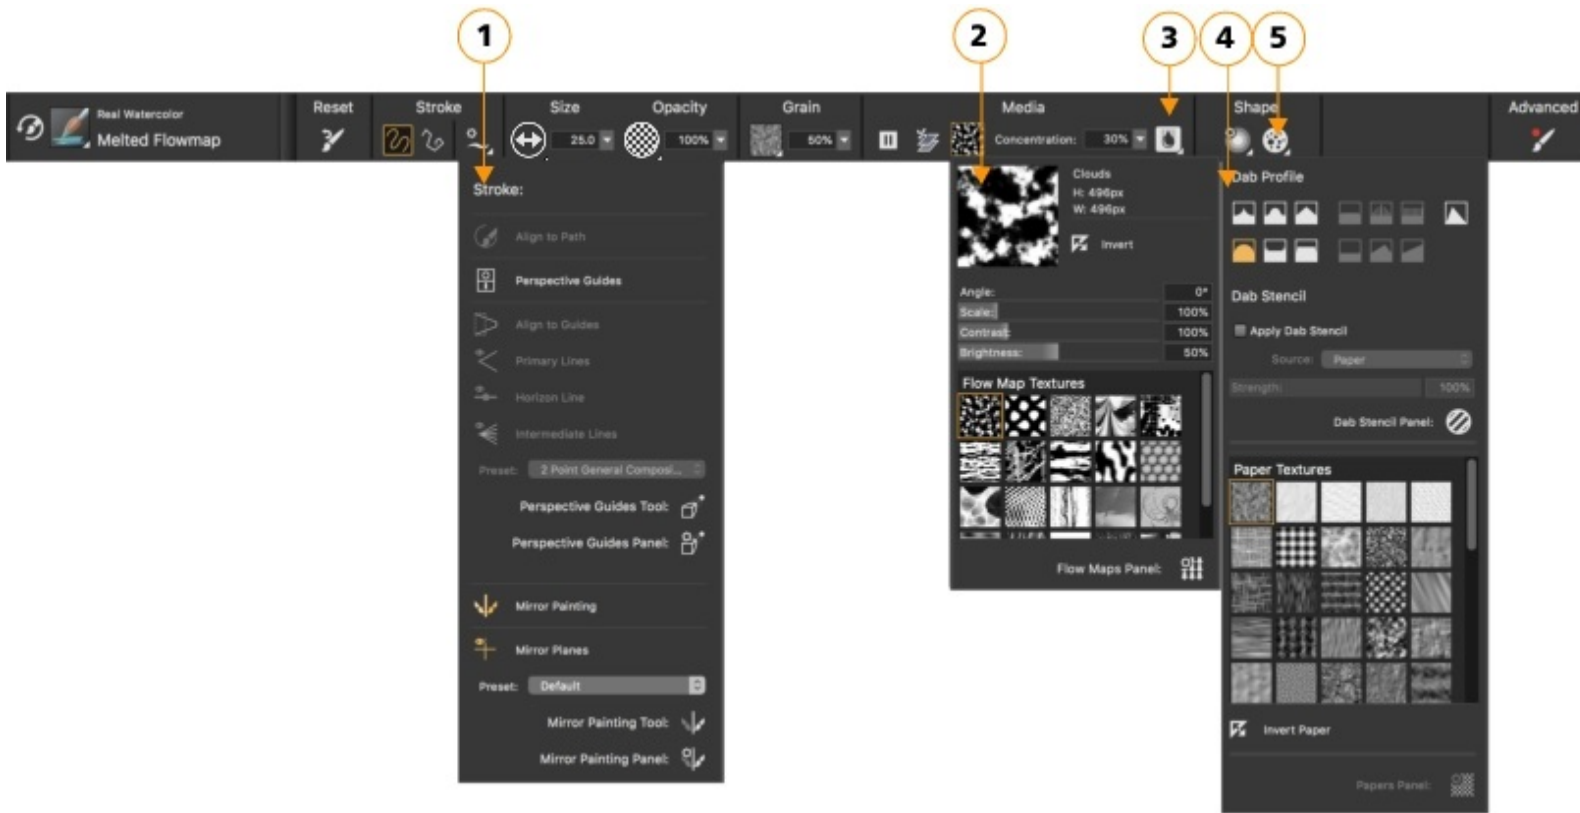 1
2
3
4
5
Real Watercolor
Melted Flowmap
Reset
Stroke
Size
Opacity
Grain
Media
Shape
Advanced
25.0
100%
50%
Concentration:
30%
Stroke:
Align to Path
Perspective Guides
Align to Guides
Primary Lines
Horizon Line
Intermediate Lines
Preset: 2 Point General Composi...
Perspective Guides Tool:
Perspective Guides Panel:
Mirror Painting
Mirror Planes
Preset: Default
Mirror Painting Tool:
Mirror Painting Panel:
Clouds
H: 496px
W: 496px
Invert
Angle: 0°
Scale: 100%
Contrast: 100%
Brightness: 50%
Flow Map Textures
Flow Maps Panel:
Dab Profile
Dab Stencil
Apply Dab Stencil
Source: Paper
Strength: 100%
Dab Stencil Panel:
Paper Textures
Invert Paper
Papers Panel: